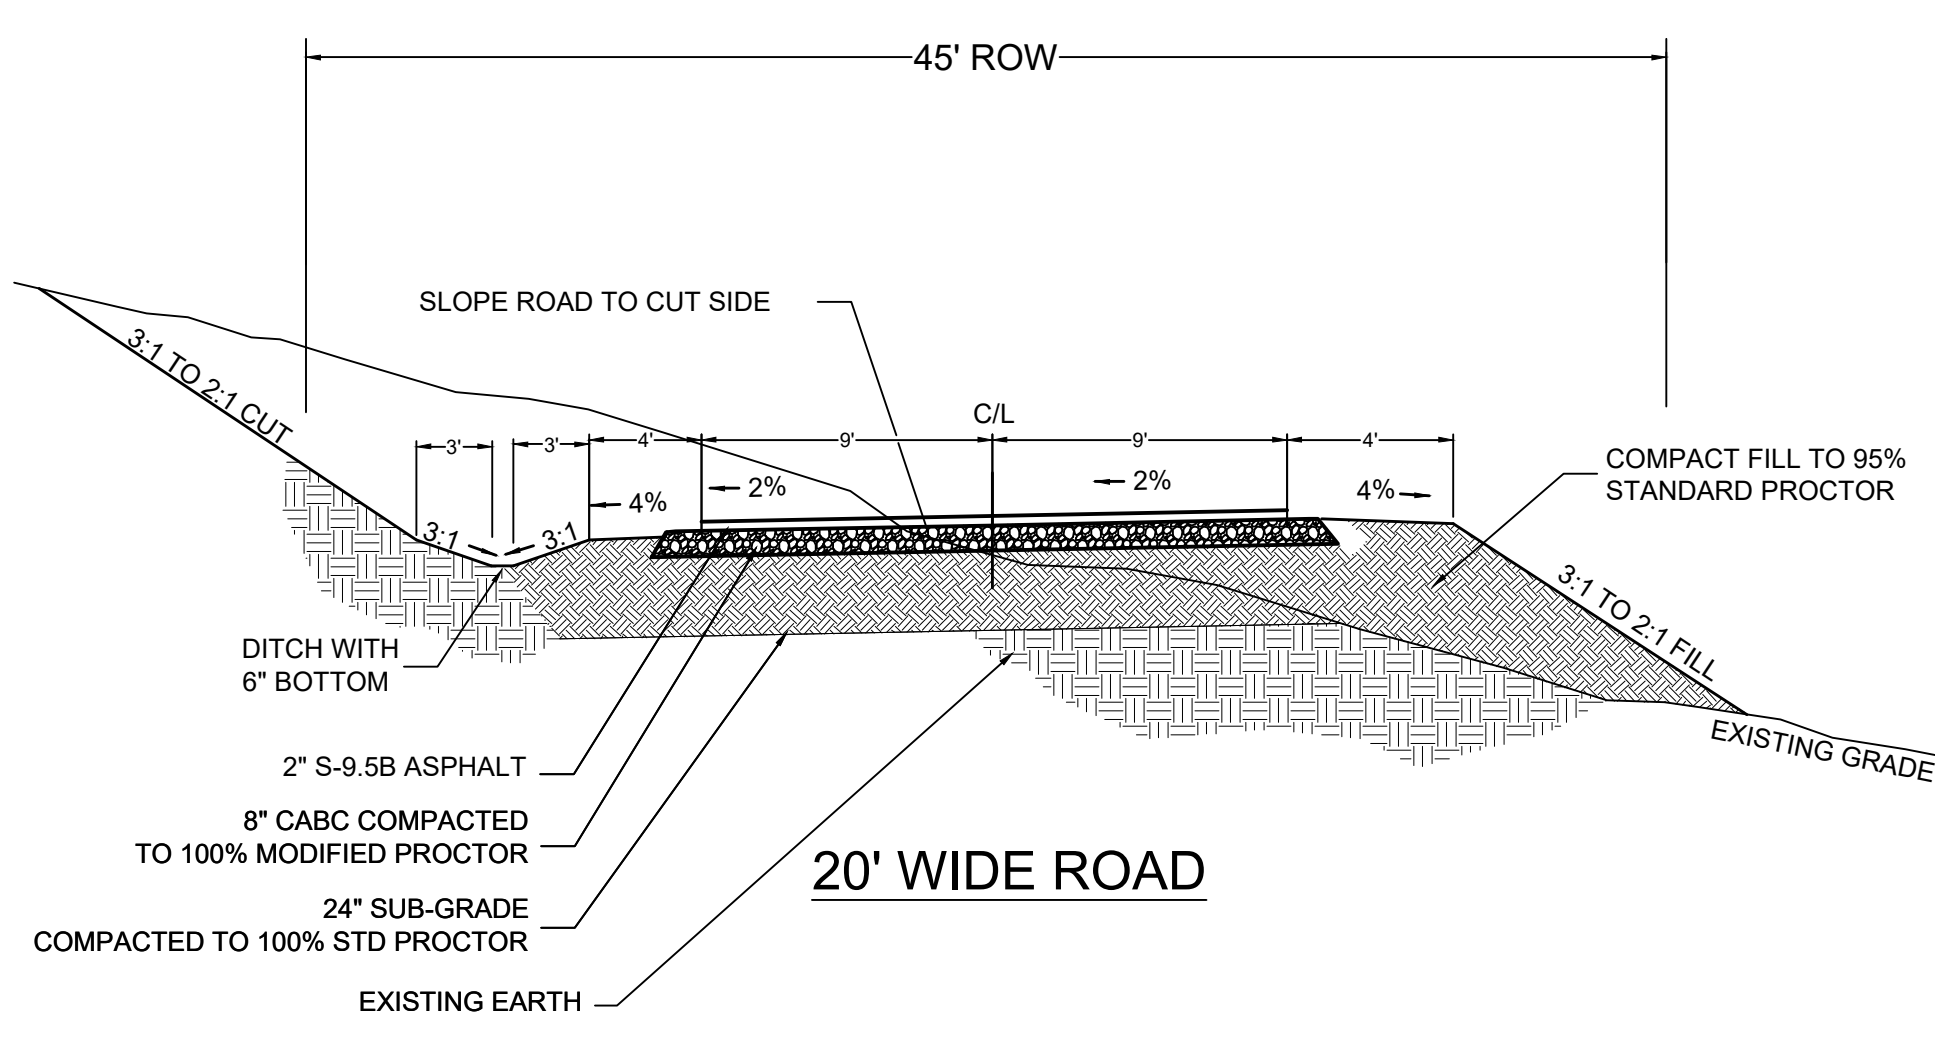 45' ROW
SLOPE ROAD TO CUT SIDE
3:1 TO 2:1 CUT
C/L
3'
3'
4'
9'
9'
4'
COMPACT FILL TO 95%
STANDARD PROCTOR
4%
2%
2%
4%
3:1
3:1
3:1 TO 2:1 FILL
DITCH WITH
6" BOTTOM
EXISTING GRADE
2" S-9.5B ASPHALT
8" CABC COMPACTED
TO 100% MODIFIED PROCTOR
20' WIDE ROAD
24" SUB-GRADE
COMPACTED TO 100% STD PROCTOR
EXISTING EARTH